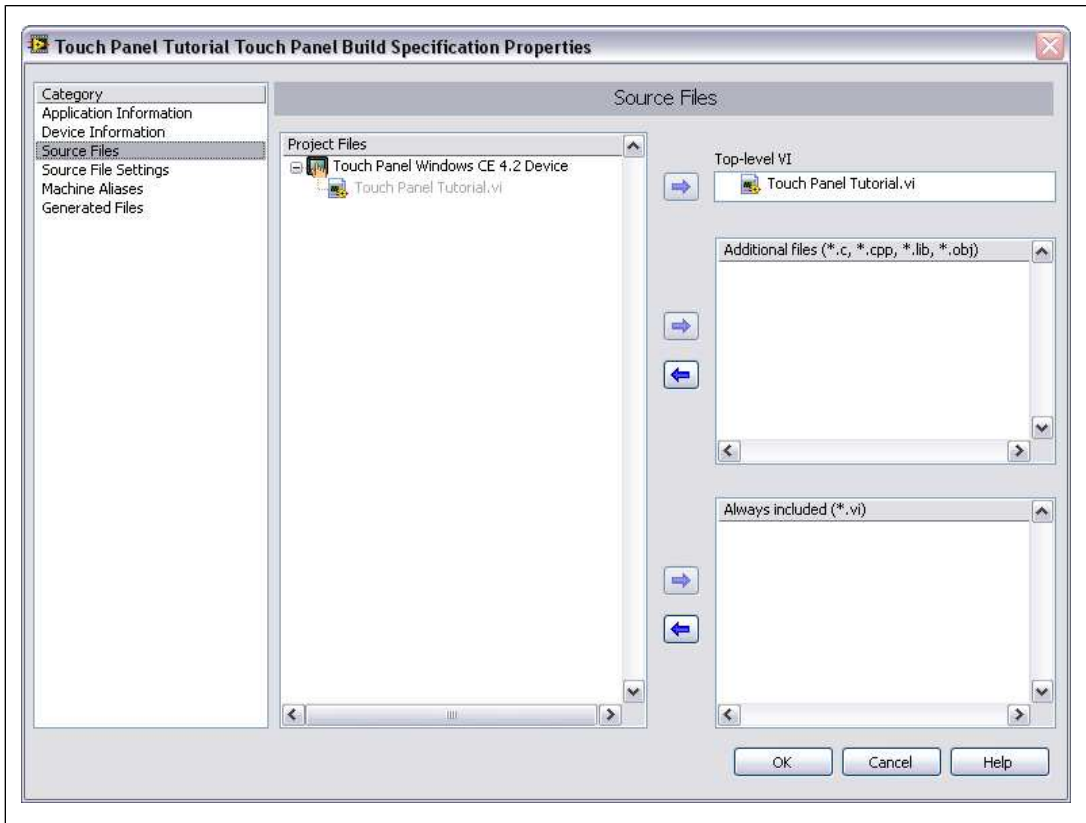 Touch Panel Tutorial Touch Panel Build Specification Properties
Category
Application Information
Device Information
Source Files
Source File Settings
Machine Aliases
Generated Files
Source Files
Project Files
Touch Panel Windows CE 4.2 Device
Touch Panel Tutorial.vi
Top-level VI
Touch Panel Tutorial.vi
Additional files (*.c, *.cpp, *.lib, *.obj)
Always included (*.vi)
OK
Cancel
Help